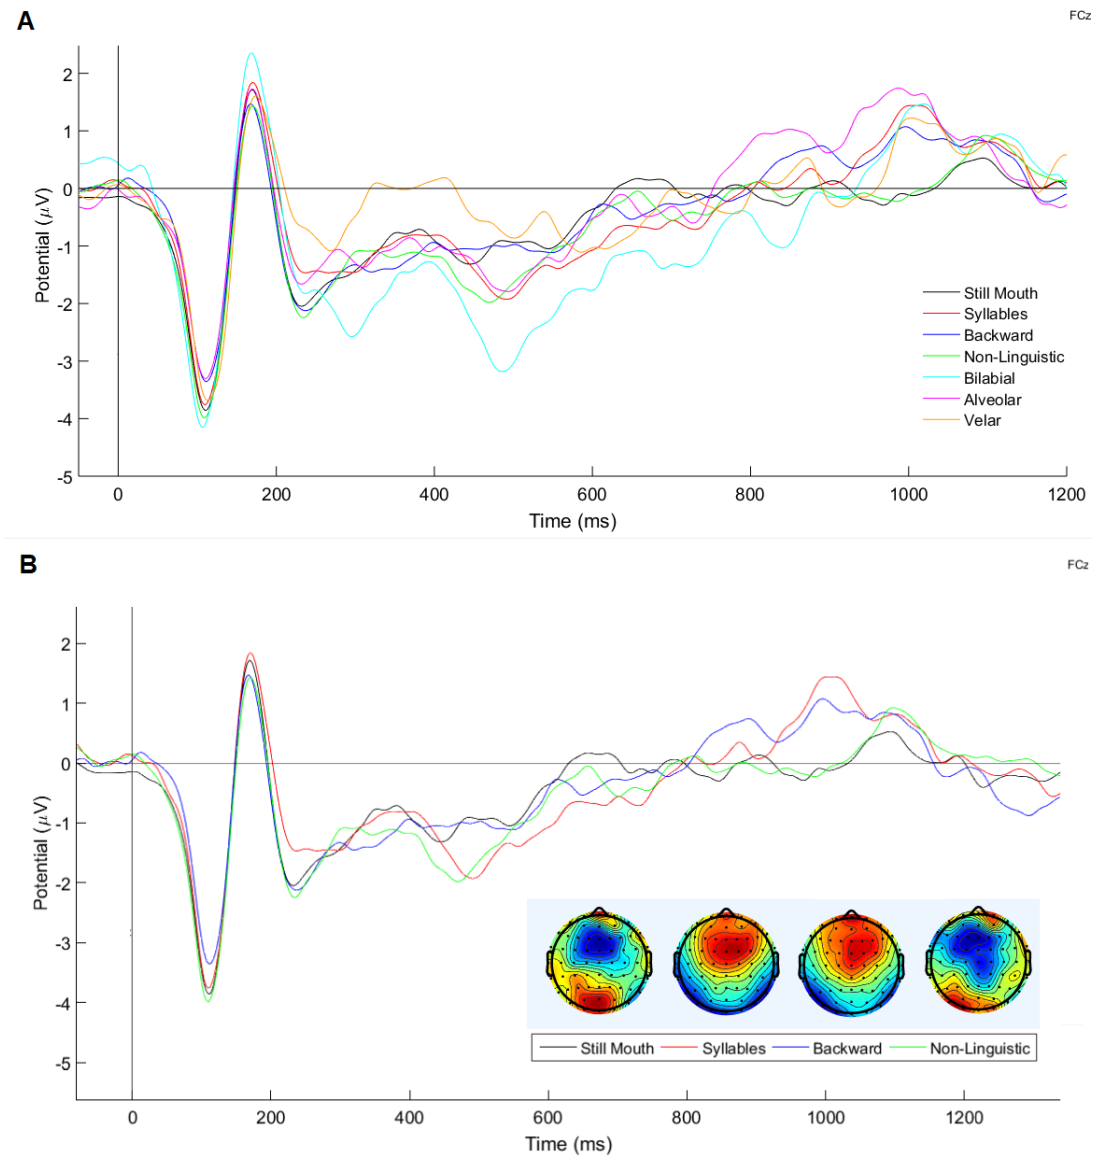 A
FCz
2
1
0
-1
-2
-3
-4
-5
Potential (μV)
0 200 400 600 800 1000 1200
Time (ms)
Still Mouth
Syllables
Backward
Non-Linguistic
Bilabial
Alveolar
Velar
B
FCz
2
1
0
-1
-2
-3
-4
-5
Potential (μV)
Still Mouth Syllables Backward Non-Linguistic
0 200 400 600 800 1000 1200
Time (ms)